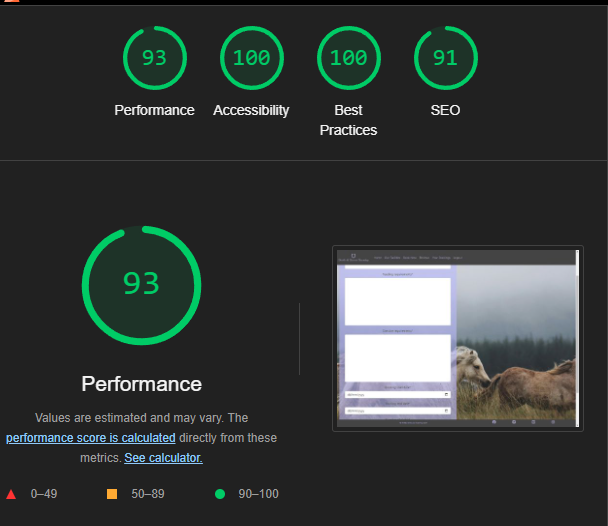 93
100
100
91
Performance
Accessibility
Best
Practices
SEO
93
Performance
Values are estimated and may vary. The
performance score is calculated directly from these
metrics. See calculator.
0–49
50–89
90–100